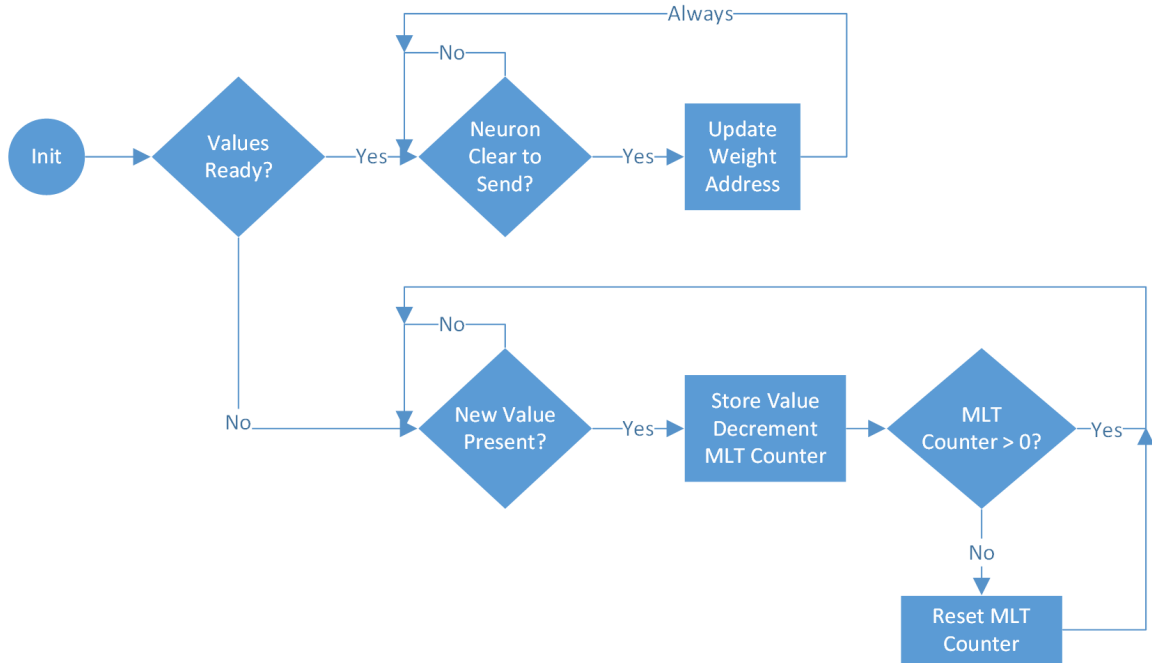 Always
No
Init
Values
Ready?
Yes
Neuron
Clear to
Send?
Yes
Update
Weight
Address
No
No
New Value
Present?
Yes
Store Value
Decrement
MLT Counter
MLT
Counter > 0?
Yes
No
Reset MLT
Counter